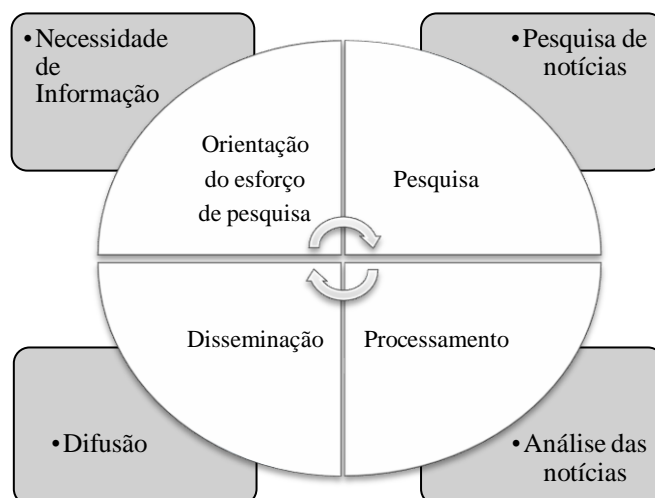 •Necessidade
de
Informação
•Pesquisa de
notícias
Orientação
do esforço
de pesquisa
Pesquisa
Disseminação
Processamento
•Difusão
•Análise das
notícias